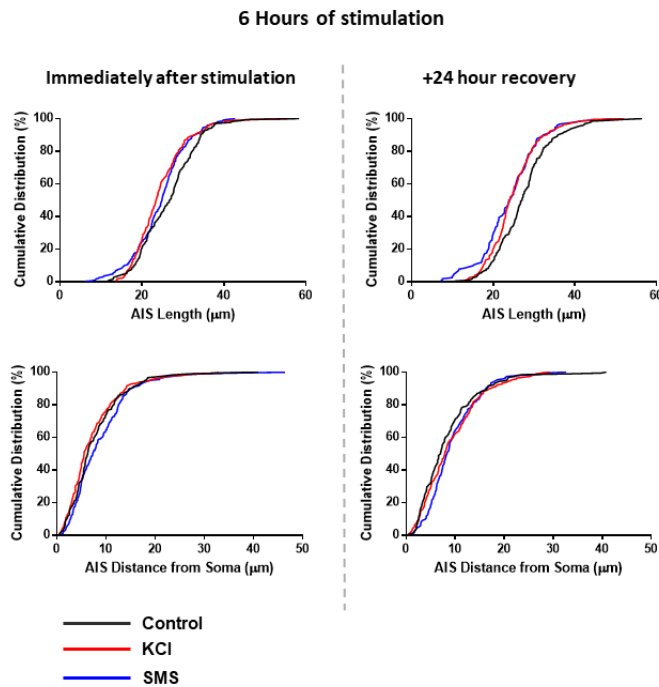 6 Hours of stimulation
Immediately after stimulation
+24 hour recovery
Cumulative Distribution (%)
100
80
60
40
20
0
0 20 40 60
AIS Length (μm)
Cumulative Distribution (%)
100
80
60
40
20
0
0 20 40 60
AIS Length (μm)
Cumulative Distribution (%)
100
80
60
40
20
0
0 10 20 30 40 50
AIS Distance from Soma (μm)
Cumulative Distribution (%)
100
80
60
40
20
0
0 10 20 30 40 50
AIS Distance from Soma (μm)
Control
KCl
SMS